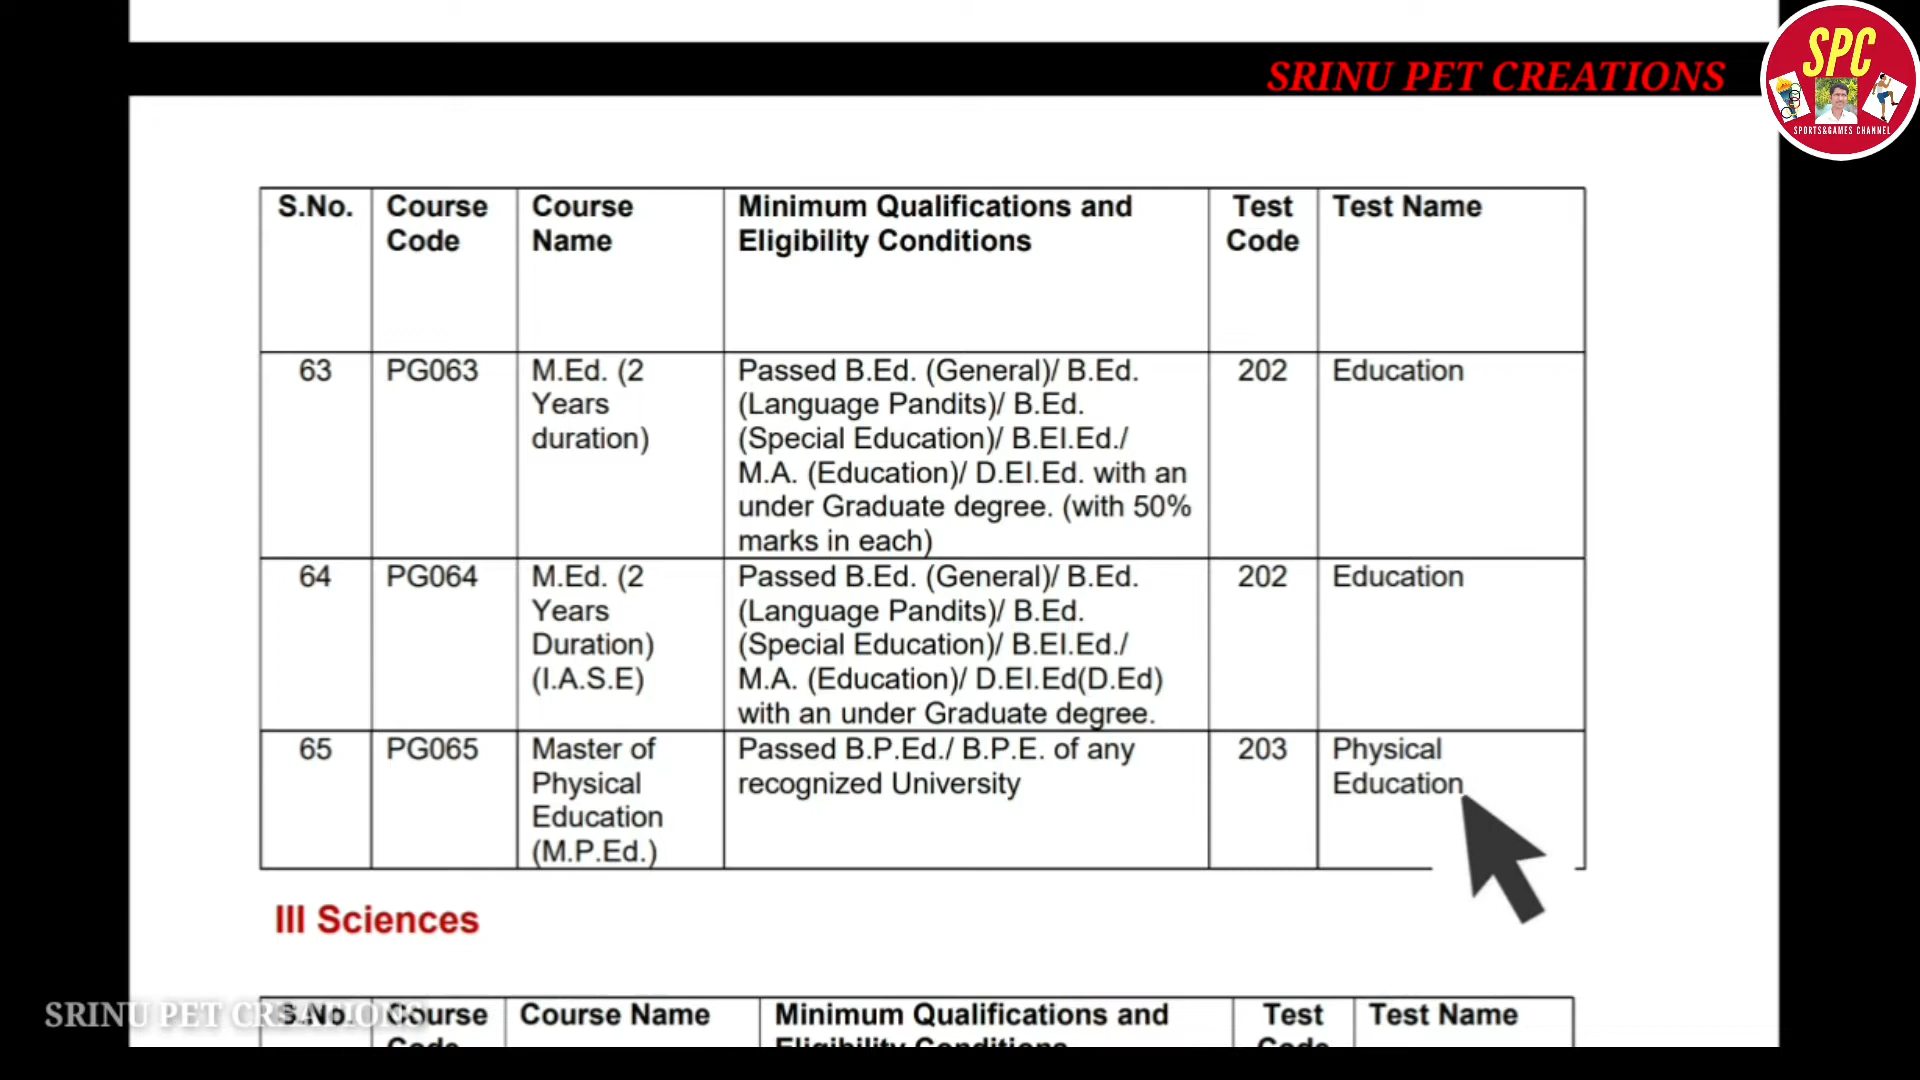 SRINU PET CREATIONS
SPC
SPORTS&GAMES CHANNEL
S.No. Course Code Course Name Minimum Qualifications and Eligibility Conditions Test Code Test Name
63 PG063 M.Ed. (2 Years duration) Passed B.Ed. (General)/ B.Ed. (Language Pandits)/ B.Ed. (Special Education)/ B.El.Ed./ M.A. (Education)/ D.El.Ed. with an under Graduate degree. (with 50% marks in each) 202 Education
64 PG064 M.Ed. (2 Years Duration) (I.A.S.E) Passed B.Ed. (General)/ B.Ed. (Language Pandits)/ B.Ed. (Special Education)/ B.El.Ed./ M.A. (Education)/ D.El.Ed(D.Ed) with an under Graduate degree. 202 Education
65 PG065 Master of Physical Education (M.P.Ed.) Passed B.P.Ed./ B.P.E. of any recognized University 203 Physical Education
III Sciences
SRINU PET CREATIONS
S.No. Course Code Course Name Minimum Qualifications and Eligibility Conditions Test Code Test Name